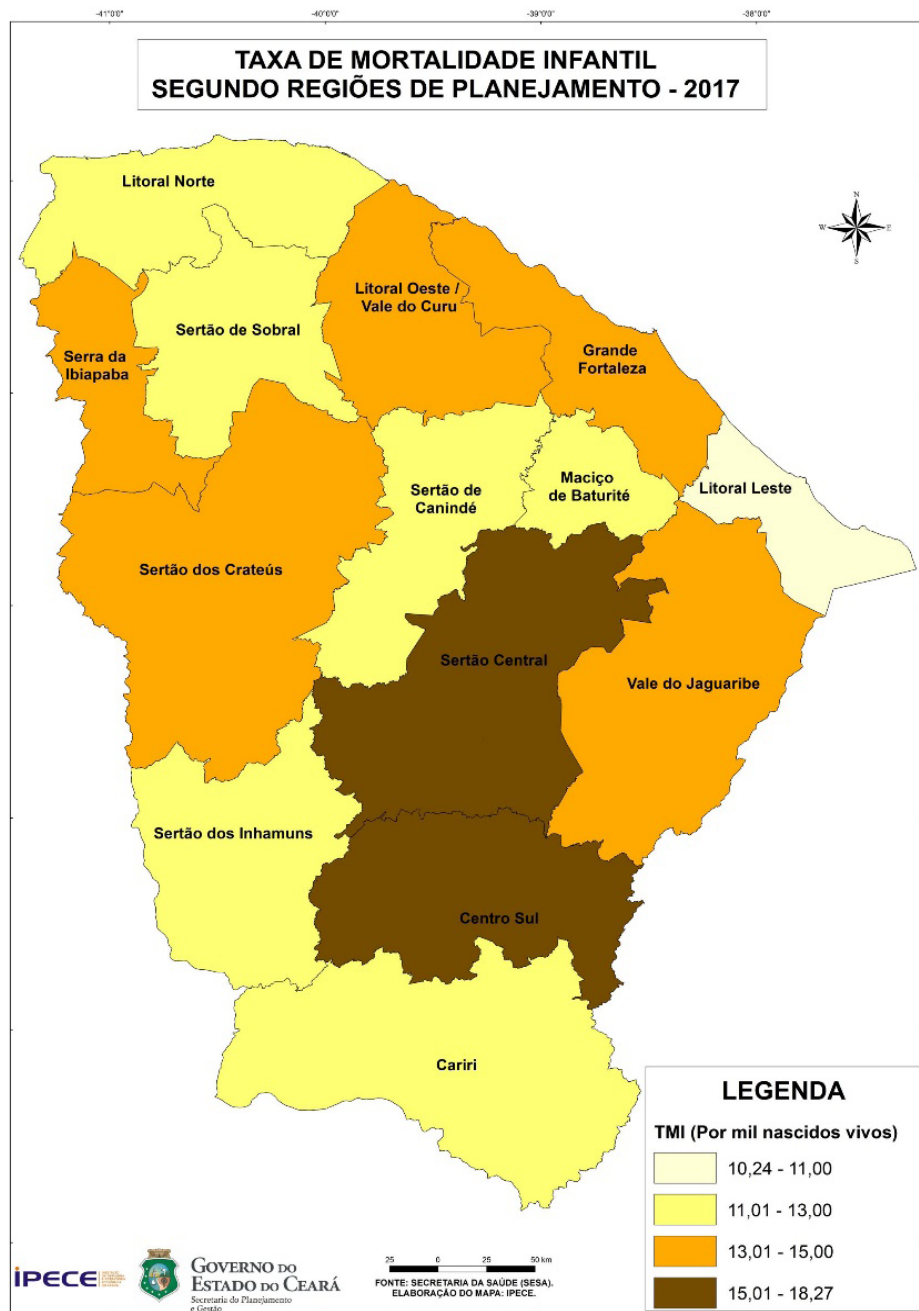 -41°0'0"
-40°0'0"
-39°0'0"
-38°0'0"
TAXA DE MORTALIDADE INFANTIL
SEGUNDO REGIÕES DE PLANEJAMENTO - 2017
N
W
E
S
Litoral Norte
Litoral Oeste /
Vale do Curu
Sertão de Sobral
Grande
Fortaleza
Serra da
Ibiapaba
Maciço
de Baturité
Sertão de
Canindé
Litoral Leste
Sertão dos Crateús
Sertão Central
Vale do Jaguaribe
Sertão dos Inhamuns
Centro Sul
Cariri
LEGENDA
TMI (Por mil nascidos vivos)
10,24 - 11,00
11,01 - 13,00
13,01 - 15,00
15,01 - 18,27
iPECE
GOVERNO DO
ESTADO DO CEARÁ
Secretaria do Planejamento
e Gestão
25 0 25 50 km
FONTE: SECRETARIA DA SAÚDE (SESA).
ELABORAÇÃO DO MAPA: IPECE.